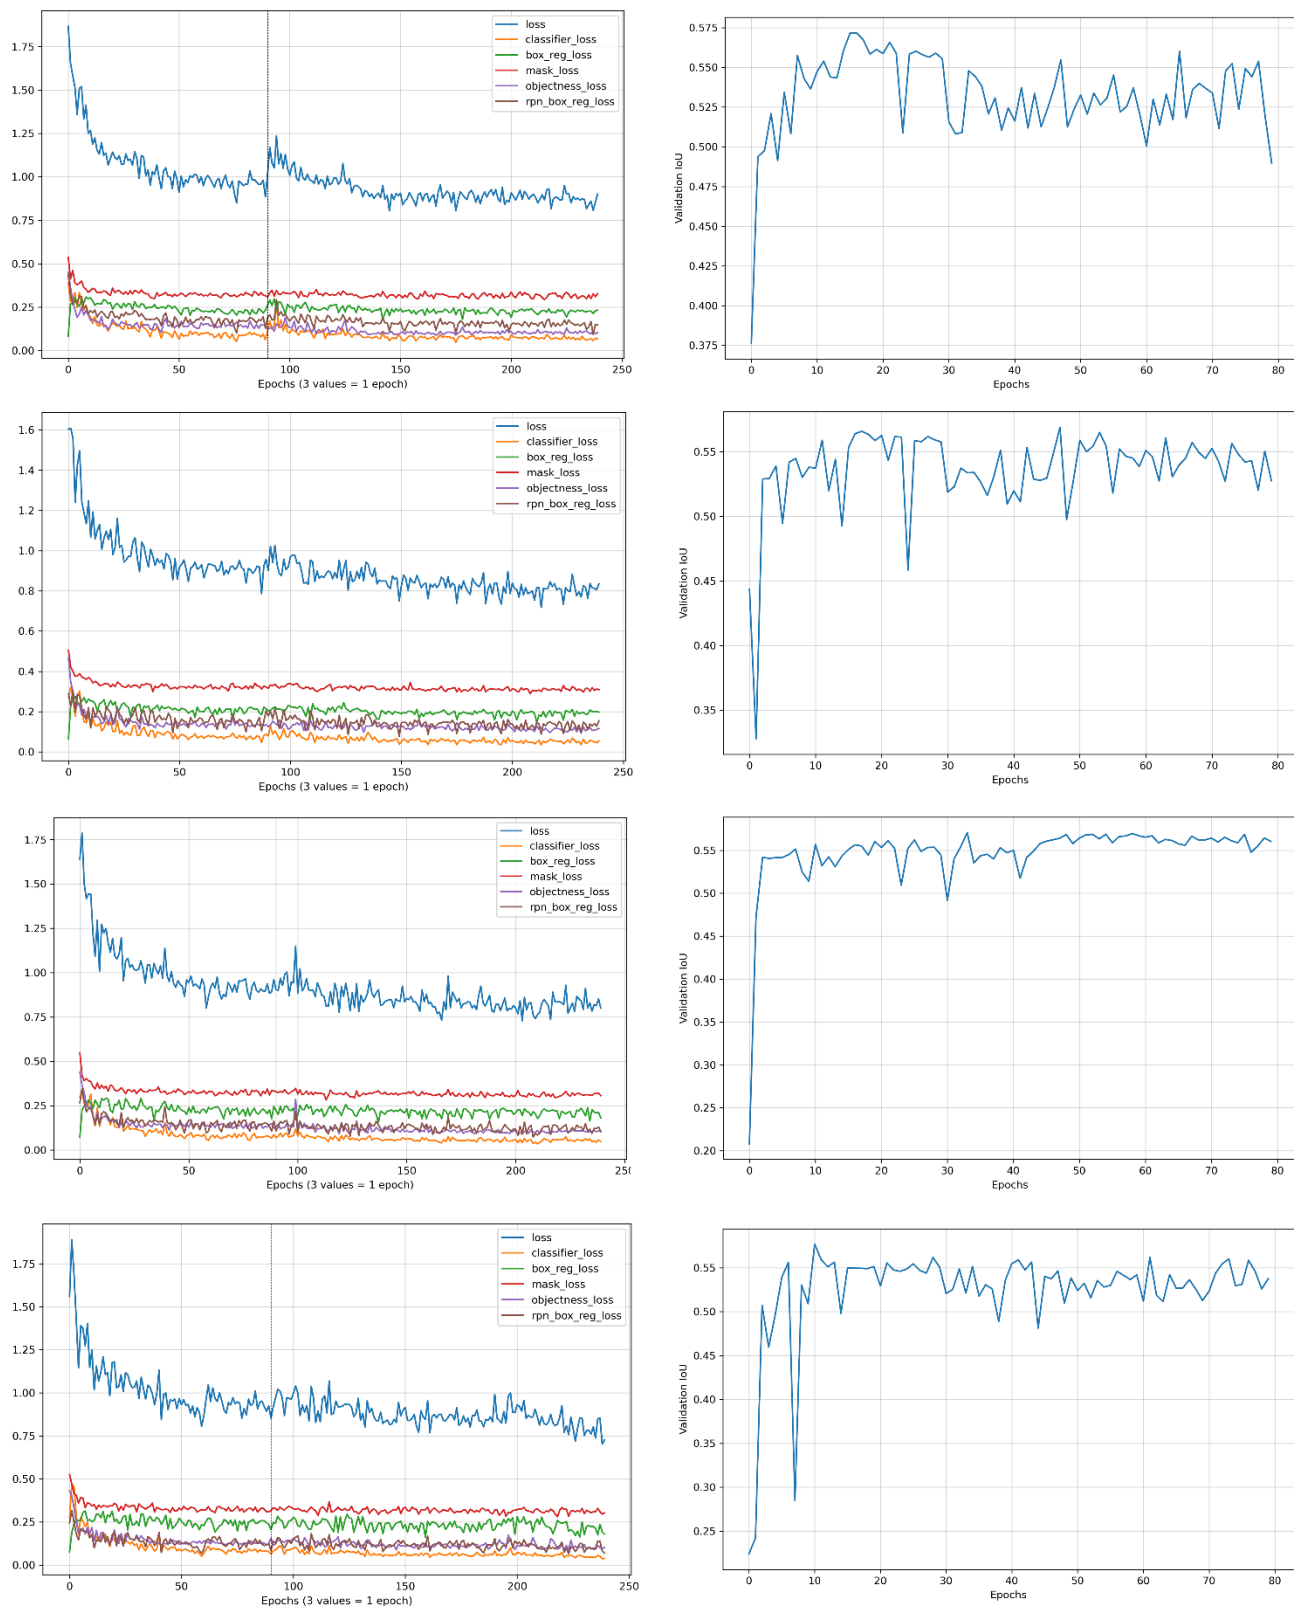 loss
classifier_loss
box_reg_loss
mask_loss
objectness_loss
rpn_box_reg_loss
1.75
1.50
1.25
1.00
0.75
0.50
0.25
0.00
0 50 100 150 200 250
Epochs (3 values = 1 epoch)
0.575
0.550
0.525
0.500
0.475
0.450
0.425
0.400
0.375
Validation IoU
0 10 20 30 40 50 60 70 80
Epochs
loss
classifier_loss
box_reg_loss
mask_loss
objectness_loss
rpn_box_reg_loss
1.6
1.4
1.2
1.0
0.8
0.6
0.4
0.2
0.0
0 50 100 150 200 250
Epochs (3 values = 1 epoch)
0.55
0.50
0.45
0.40
0.35
Validation IoU
0 10 20 30 40 50 60 70 80
Epochs
loss
classifier_loss
box_reg_loss
mask_loss
objectness_loss
rpn_box_reg_loss
1.75
1.50
1.25
1.00
0.75
0.50
0.25
0.00
0 50 100 150 200
Epochs (3 values = 1 epoch)
0.55
0.50
0.45
0.40
0.35
0.30
0.25
0.20
Validation IoU
0 10 20 30 40 50 60 70 80
Epochs
loss
classifier_loss
box_reg_loss
mask_loss
objectness_loss
rpn_box_reg_loss
1.75
1.50
1.25
1.00
0.75
0.50
0.25
0.00
0 50 100 150 200 250
Epochs (3 values = 1 epoch)
0.55
0.50
0.45
0.40
0.35
0.30
0.25
Validation IoU
0 10 20 30 40 50 60 70 80
Epochs